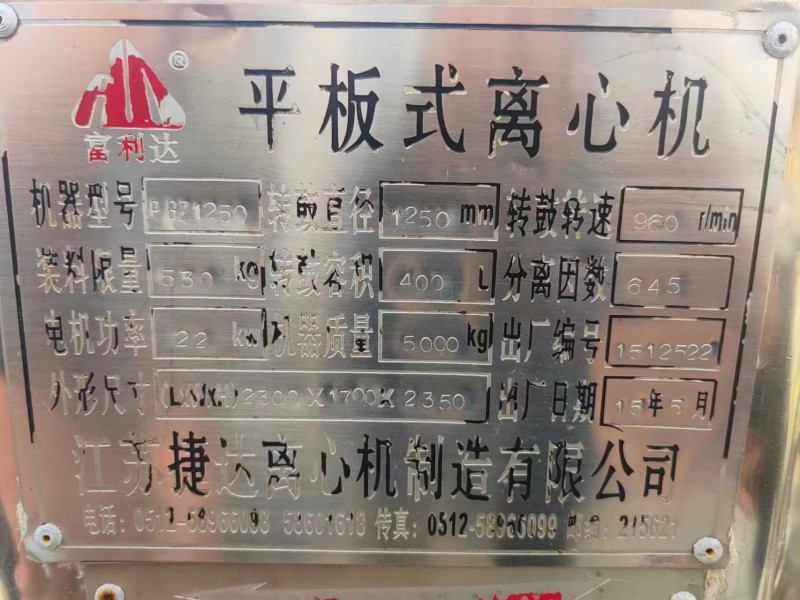 富利达®
平板式离心机
机器型号 PGZ1250 转鼓直径 1250 mm 转鼓转速 960 r/min
装料限量 530 kg 转鼓容积 400 L 分离因数 645
电机功率 22 kw 机器质量 5000 kg 出厂编号 1512522
外形尺寸(LXWXH) 2300X1700X2350 出厂日期 15年5月
江苏捷达离心机制造有限公司
电话: 0512-58966098 58601618 传真: 0512-58966099 邮编: